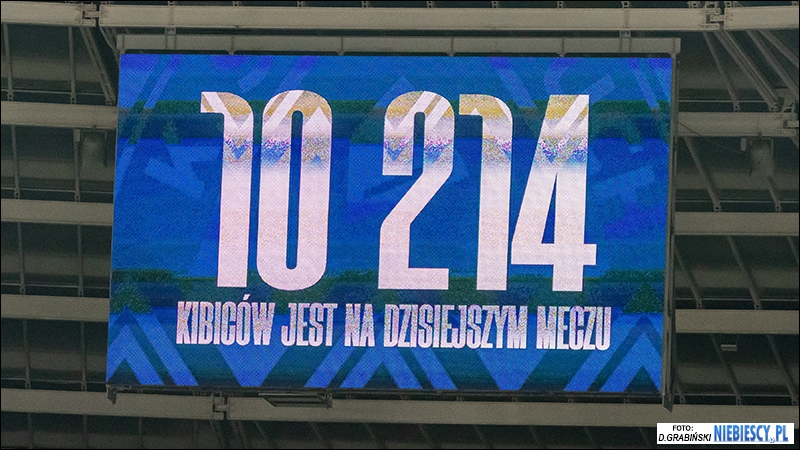 10 214
KIBICÓW JEST NA DZISIEJSZYM MECZU
FOTO:
D.GRABIŃSKI NIEBIESCY.PL